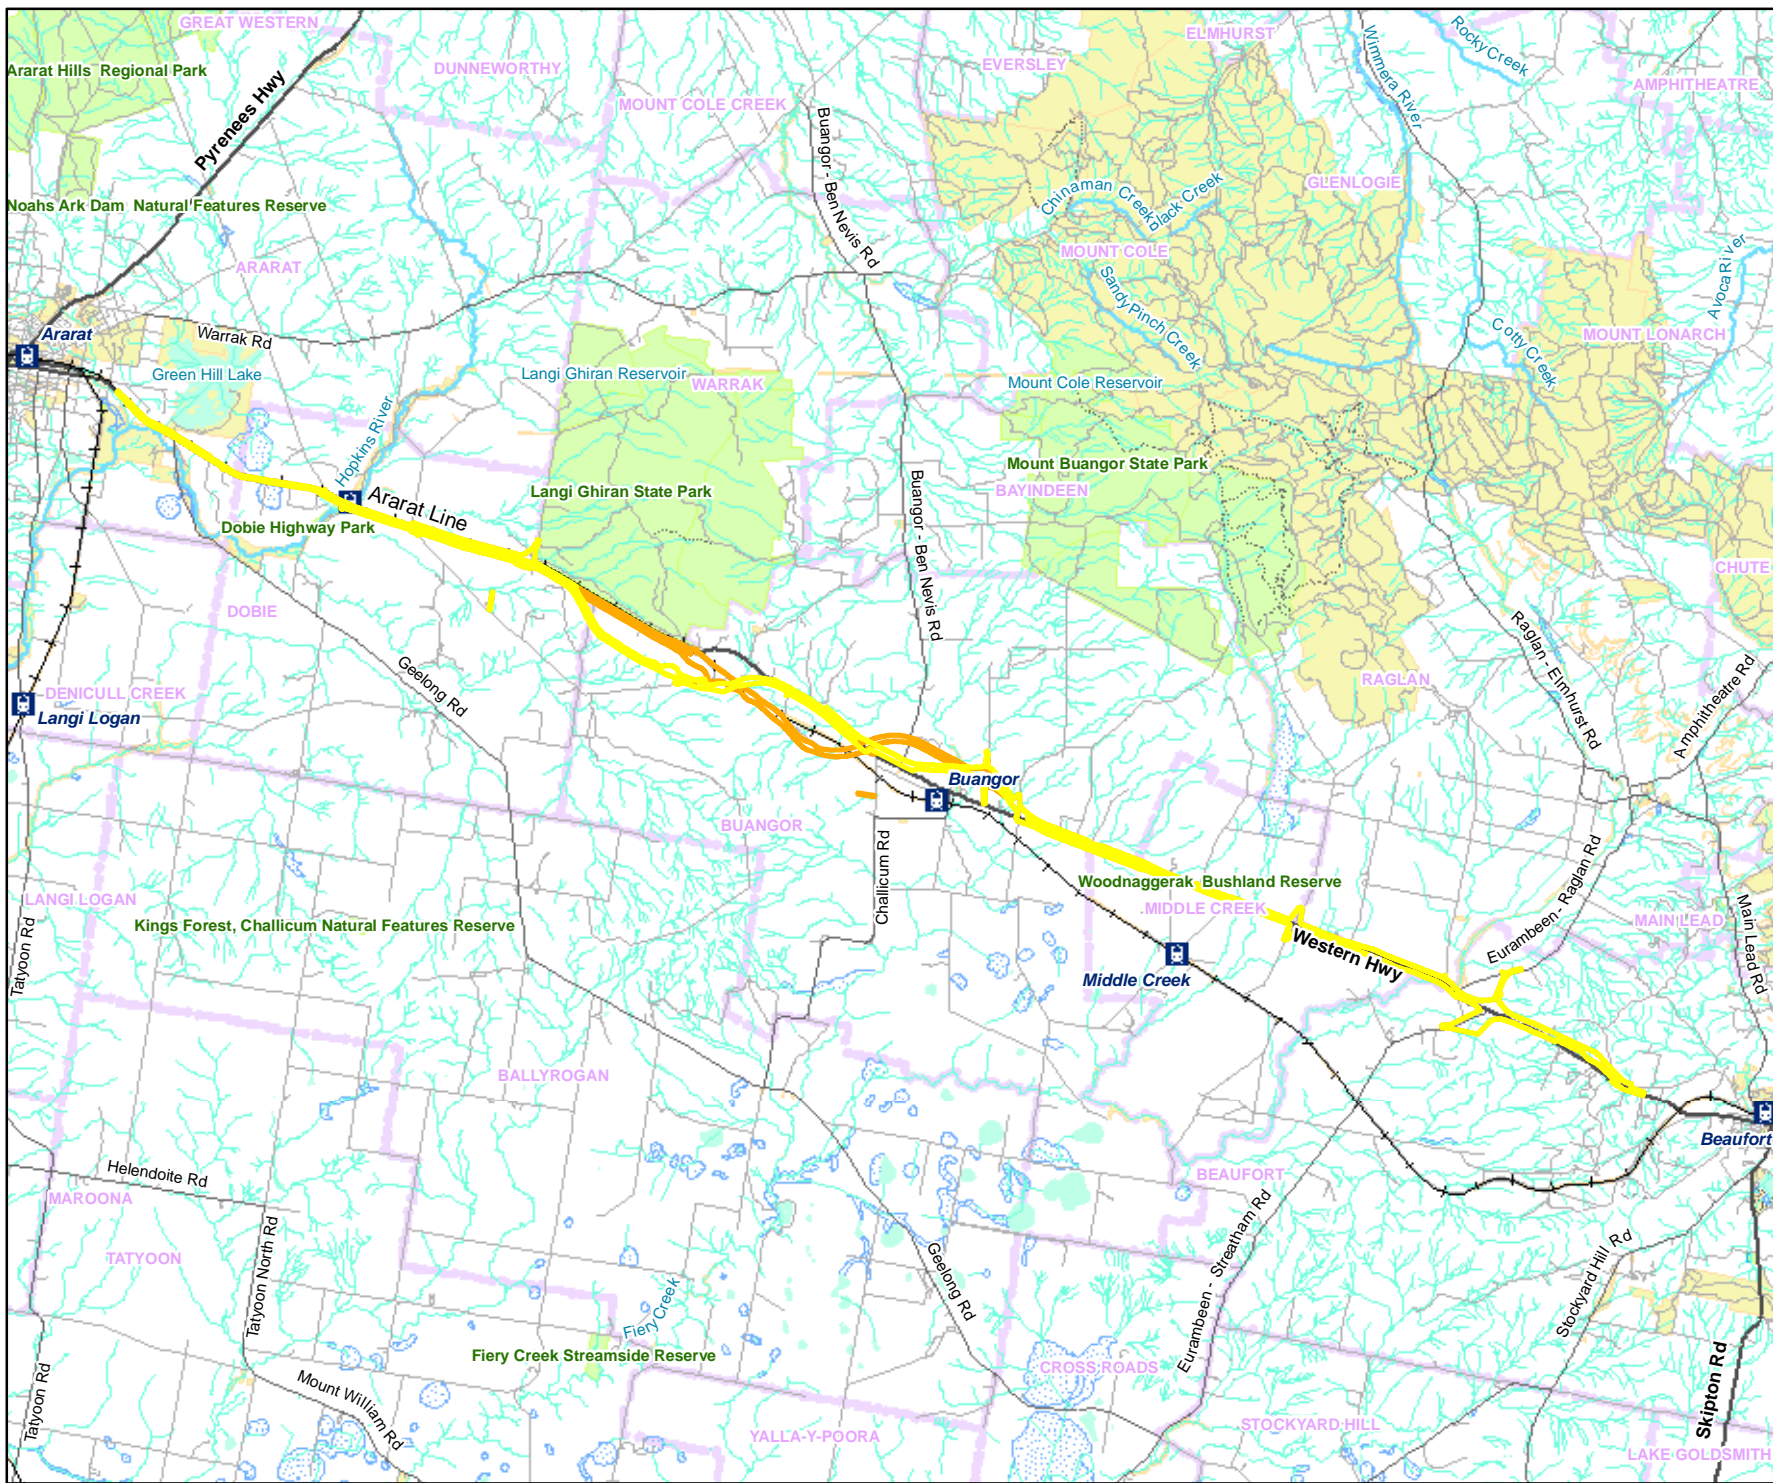 GREAT WESTERN
Ararat Hills Regional Park
Pyrenees Hwy
DUNNEWORTHY
MOUNT COLE CREEK
EVERSLEY
ELMHURST
Wimmera River
Rocky Creek
AMPHITHEATRE
Buangor - Ben Nevis Rd
Noahs Ark Dam Natural Features Reserve
ARARAT
Chinaman Creek
Black Creek
GLENLOGIE
MOUNT COLE
Sandy Pinch Creek
Avoca River
Ararat
Warrak Rd
Green Hill Lake
Langi Ghiran Reservoir
WARRAK
Mount Cole Reservoir
Cotty Creek
MOUNT LONARCH
Hopkins River
Ararat Line
Langi Ghiran State Park
Dobie Highway Park
Buangor - Ben Nevis Rd
Mount Buangor State Park
BAYINDEEN
CHUTE
DOBIE
Geelong Rd
DENICULL CREEK
Langi Logan
RAGLAN
Raglan - Elmhurst Rd
Amphitheatre Rd
Buangor
BUANGOR
Challicum Rd
Woodnaggerak Bushland Reserve
MIDDLE CREEK
Western Hwy
Eurambeen - Raglan Rd
MAIN LEAD
Main Lead Rd
LANGI LOGAN
Kings Forest, Challicum Natural Features Reserve
Tatyoon Rd
Middle Creek
BALLYROGAN
Beaufort
BEAUFORT
Helendoite Rd
MAROONA
TATYOON
Tatyoon North Rd
Geelong Rd
Eurambeen - Streatham Rd
Stockyard Hill Rd
Fiery Creek
Fiery Creek Streamside Reserve
CROSS ROADS
Skipton Rd
Tatyoon Rd
Mount William Rd
YALLA-Y-POORA
STOCKYARD HILL
LAKE GOLDSMITH